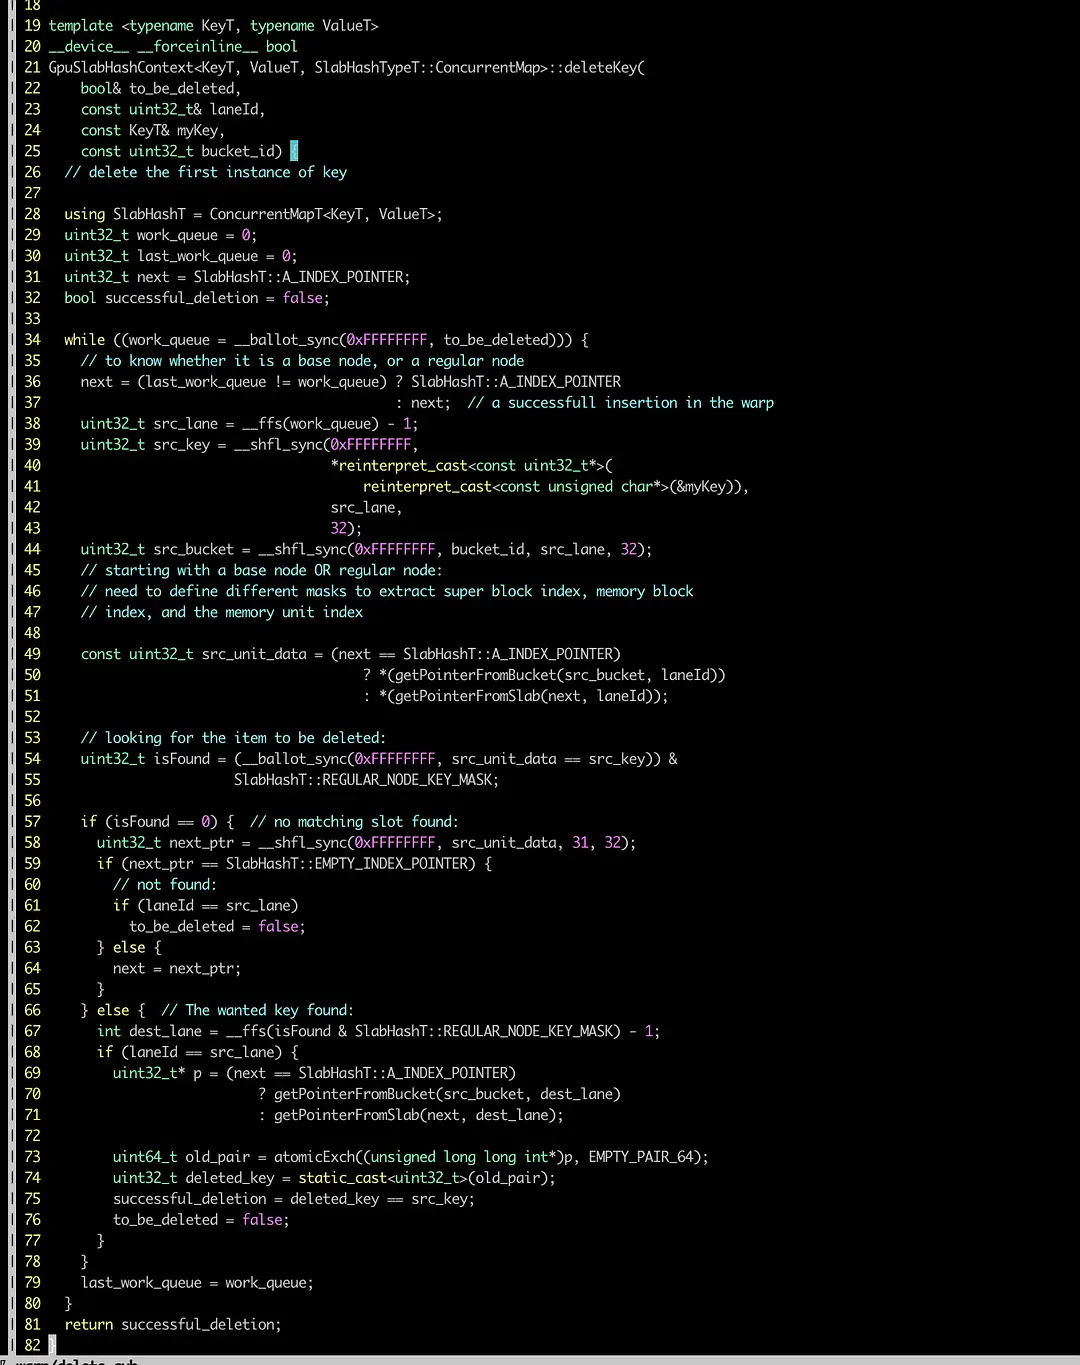 18
19 template <typename KeyT, typename ValueT>
20 __device__ __forceinline__ bool
21 GpuSlabHashContext<KeyT, ValueT, SlabHashTypeT::ConcurrentMap>::deleteKey(
22     bool& to_be_deleted,
23     const uint32_t& laneId,
24     const KeyT& myKey,
25     const uint32_t bucket_id) {
26   // delete the first instance of key
27
28   using SlabHashT = ConcurrentMapT<KeyT, ValueT>;
29   uint32_t work_queue = 0;
30   uint32_t last_work_queue = 0;
31   uint32_t next = SlabHashT::A_INDEX_POINTER;
32   bool successful_deletion = false;
33
34   while ((work_queue = __ballot_sync(0xFFFFFFFF, to_be_deleted))) {
35     // to know whether it is a base node, or a regular node
36     next = (last_work_queue != work_queue) ? SlabHashT::A_INDEX_POINTER
37                                            : next;  // a successfull insertion in the warp
38     uint32_t src_lane = __ffs(work_queue) - 1;
39     uint32_t src_key = __shfl_sync(0xFFFFFFFF,
40                                    *reinterpret_cast<const uint32_t*>(
41                                        reinterpret_cast<const unsigned char*>(&myKey)),
42                                    src_lane,
43                                    32);
44     uint32_t src_bucket = __shfl_sync(0xFFFFFFFF, bucket_id, src_lane, 32);
45     // starting with a base node OR regular node:
46     // need to define different masks to extract super block index, memory block
47     // index, and the memory unit index
48
49     const uint32_t src_unit_data = (next == SlabHashT::A_INDEX_POINTER)
50                                        ? *(getPointerFromBucket(src_bucket, laneId))
51                                        : *(getPointerFromSlab(next, laneId));
52
53     // looking for the item to be deleted:
54     uint32_t isFound = (__ballot_sync(0xFFFFFFFF, src_unit_data == src_key)) &
55                        SlabHashT::REGULAR_NODE_KEY_MASK;
56
57     if (isFound == 0) {  // no matching slot found:
58       uint32_t next_ptr = __shfl_sync(0xFFFFFFFF, src_unit_data, 31, 32);
59       if (next_ptr == SlabHashT::EMPTY_INDEX_POINTER) {
60         // not found:
61         if (laneId == src_lane)
62           to_be_deleted = false;
63       } else {
64         next = next_ptr;
65       }
66     } else {  // The wanted key found:
67       int dest_lane = __ffs(isFound & SlabHashT::REGULAR_NODE_KEY_MASK) - 1;
68       if (laneId == src_lane) {
69         uint32_t* p = (next == SlabHashT::A_INDEX_POINTER)
70                           ? getPointerFromBucket(src_bucket, dest_lane)
71                           : getPointerFromSlab(next, dest_lane);
72
73         uint64_t old_pair = atomicExch((unsigned long long int*)p, EMPTY_PAIR_64);
74         uint32_t deleted_key = static_cast<uint32_t>(old_pair);
75         successful_deletion = deleted_key == src_key;
76         to_be_deleted = false;
77       }
78     }
79     last_work_queue = work_queue;
80   }
81   return successful_deletion;
82 }